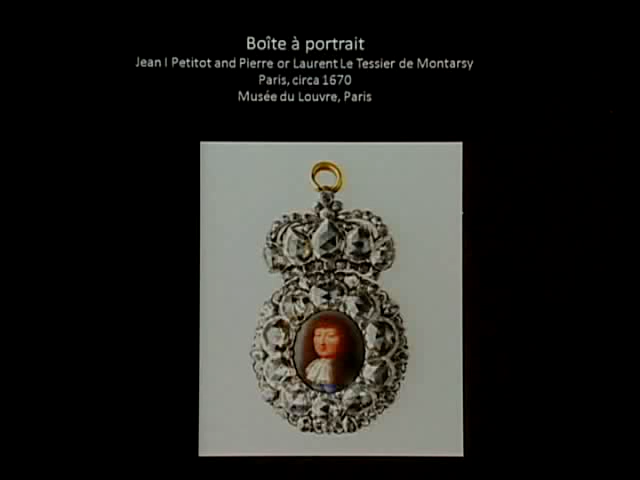 Boîte à portrait
Jean I Petitot and Pierre or Laurent Le Tessier de Montarsy
Paris, circa 1670
Musée du Louvre, Paris